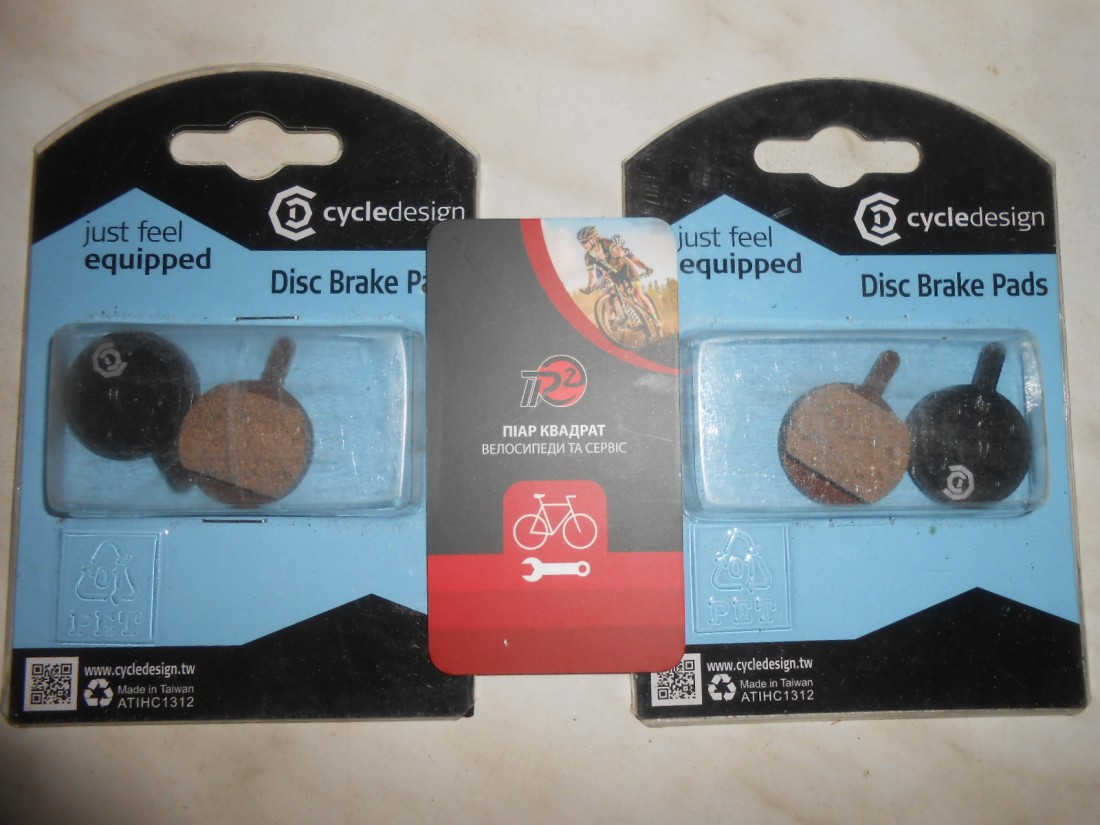 cycledesign
just feel
equipped
Disc Brake Pa
PET
www.cycledesign.tw
Made in Taiwan
ATIHC1312
ПР2
ПІАР КВАДРАТ
ВЕЛОСИПЕДИ ТА СЕРВІС
cycledesign
just feel
equipped
Disc Brake Pads
PET
www.cycledesign.tw
Made in Taiwan
ATIHC1312